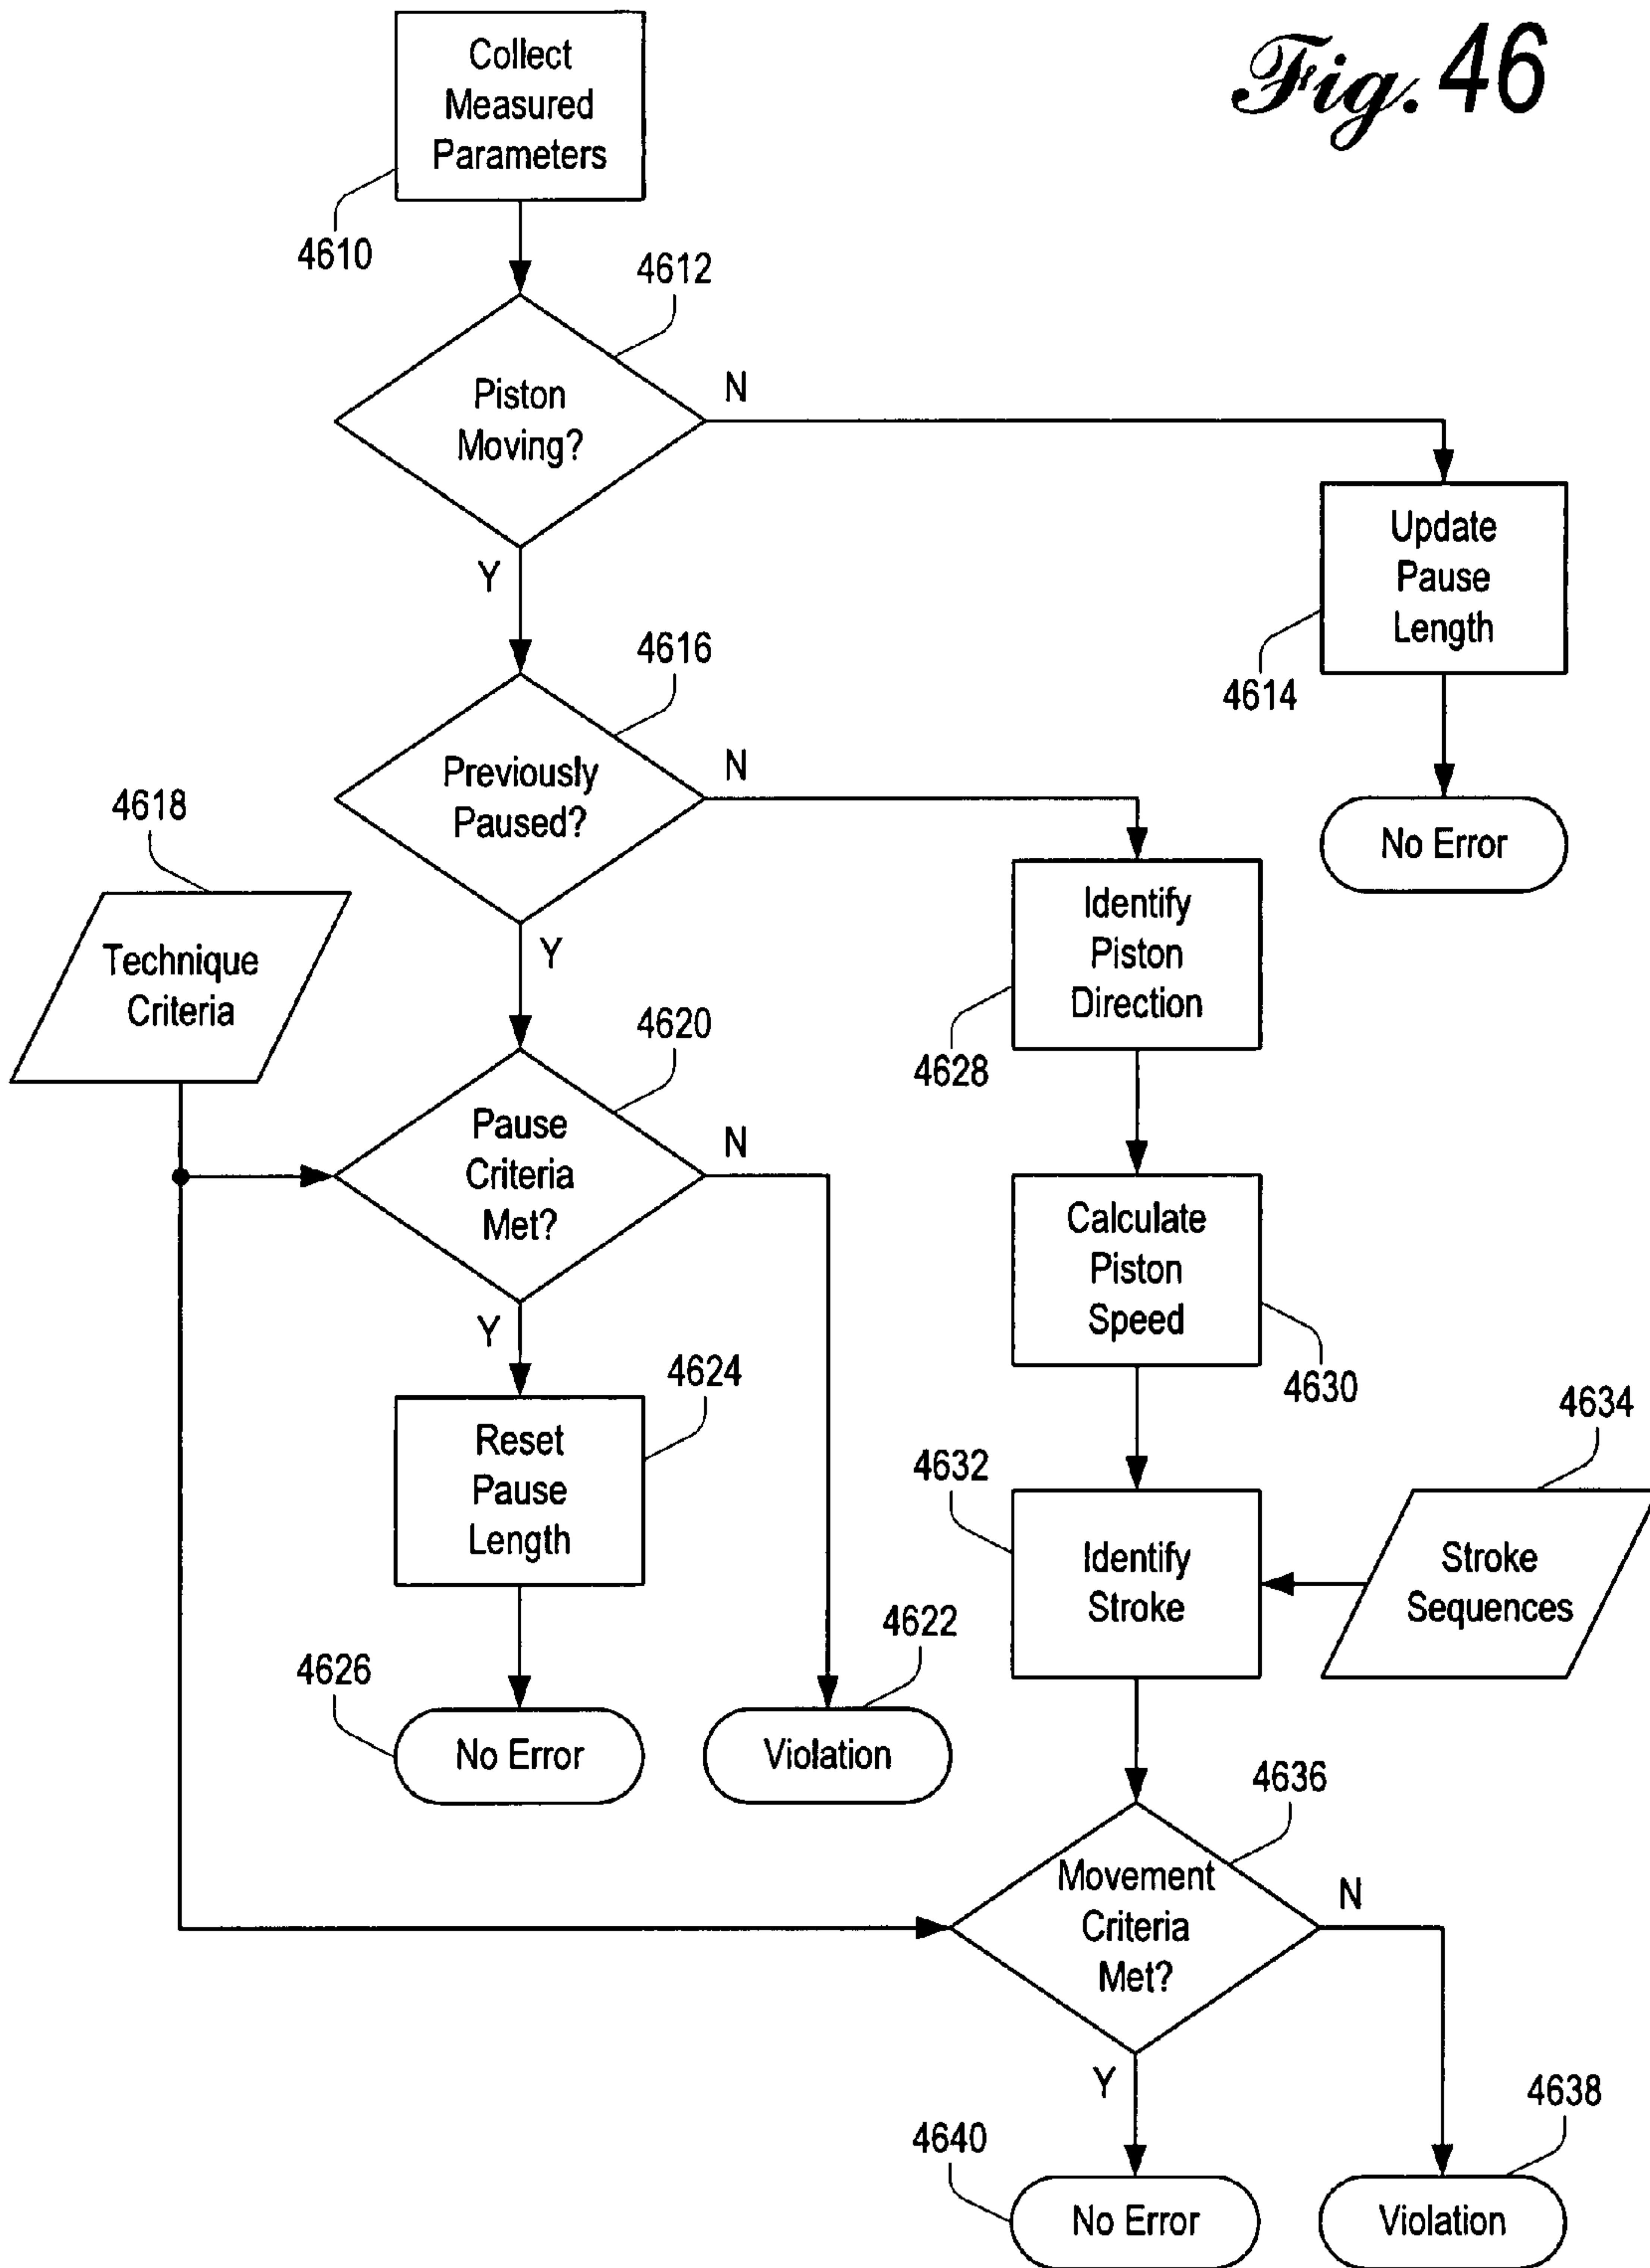 Fig. 46
Collect
Measured
Parameters
4610
4612
Piston
Moving?
N
Y
Update
Pause
Length
4614
No Error
4616
Previously
Paused?
N
Y
4618
Technique
Criteria
Identify
Piston
Direction
4628
4620
Pause
Criteria
Met?
N
Y
Calculate
Piston
Speed
4630
4624
Reset
Pause
Length
4632
Identify
Stroke
4634
Stroke
Sequences
4626
No Error
4622
Violation
4636
Movement
Criteria
Met?
N
Y
4640
No Error
4638
Violation